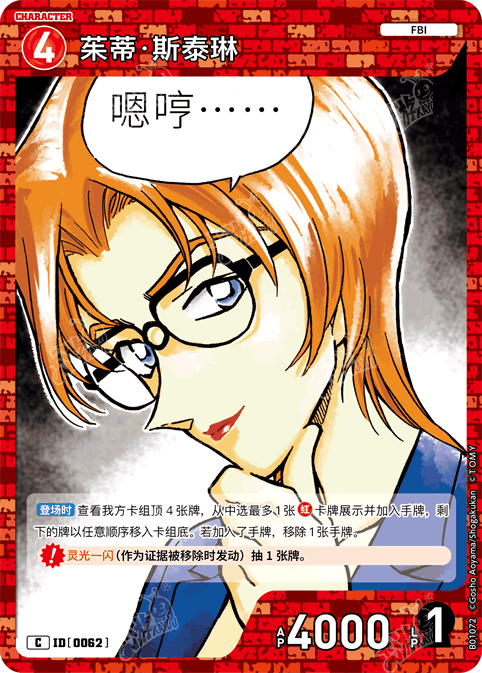 CHARACTER
4
茱蒂·斯泰琳
FBI
嗯哼……
登场时 查看我方卡组顶4张牌，从中选最多1张 红 卡牌展示并加入手牌，剩
下的牌以任意顺序移入卡组底。若加入了手牌，移除1张手牌。
灵光一闪(作为证据被移除时发动) 抽1张牌。
C ID[0062]
AP 4000 LP 1
B01072 ©Gosho Aoyama/Shogakukan ©TOMY